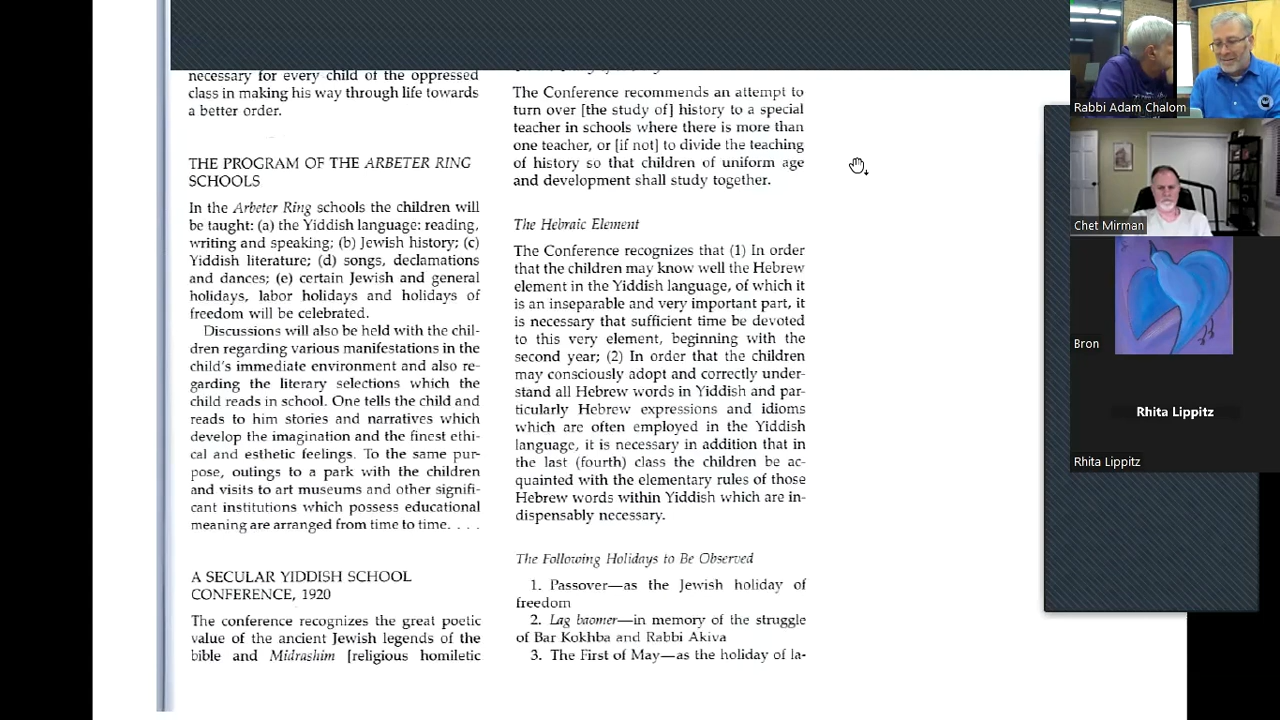 necessary for every child of the oppressed
class in making his way through life towards
a better order.
THE PROGRAM OF THE ARBETER RING
SCHOOLS
In the Arbeter Ring schools the children will
be taught: (a) the Yiddish language: reading,
writing and speaking; (b) Jewish history; (c)
Yiddish literature; (d) songs, declamations
and dances; (e) certain Jewish and general
holidays, labor holidays and holidays of
freedom will be celebrated.
Discussions will also be held with the chil-
dren regarding various manifestations in the
child's immediate environment and also re-
garding the literary selections which the
child reads in school. One tells the child and
reads to him stories and narratives which
develop the imagination and the finest ethi-
cal and esthetic feelings. To the same pur-
pose, outings to a park with the children
and visits to art museums and other signifi-
cant institutions which possess educational
meaning are arranged from time to time. . . .
A SECULAR YIDDISH SCHOOL
CONFERENCE, 1920
The conference recognizes the great poetic
value of the ancient Jewish legends of the
bible and Midrashim [religious homiletic
The Conference recommends an attempt to
turn over [the study of] history to a special
teacher in schools where there is more than
one teacher, or [if not] to divide the teaching
of history so that children of uniform age
and development shall study together.
The Hebraic Element
The Conference recognizes that (1) In order
that the children may know well the Hebrew
element in the Yiddish language, of which it
is an inseparable and very important part, it
is necessary that sufficient time be devoted
to this very element, beginning with the
second year; (2) In order that the children
may consciously adopt and correctly under-
stand all Hebrew words in Yiddish and par-
ticularly Hebrew expressions and idioms
which are often employed in the Yiddish
language, it is necessary in addition that in
the last (fourth) class the children be ac-
quainted with the elementary rules of those
Hebrew words within Yiddish which are in-
dispensably necessary.
The Following Holidays to Be Observed
1. Passover—as the Jewish holiday of
freedom
2. Lag baomer—in memory of the struggle
of Bar Kokhba and Rabbi Akiva
3. The First of May—as the holiday of la-
Rabbi Adam Chalom
Chet Mirman
Bron
Rhita Lippitz
Rhita Lippitz